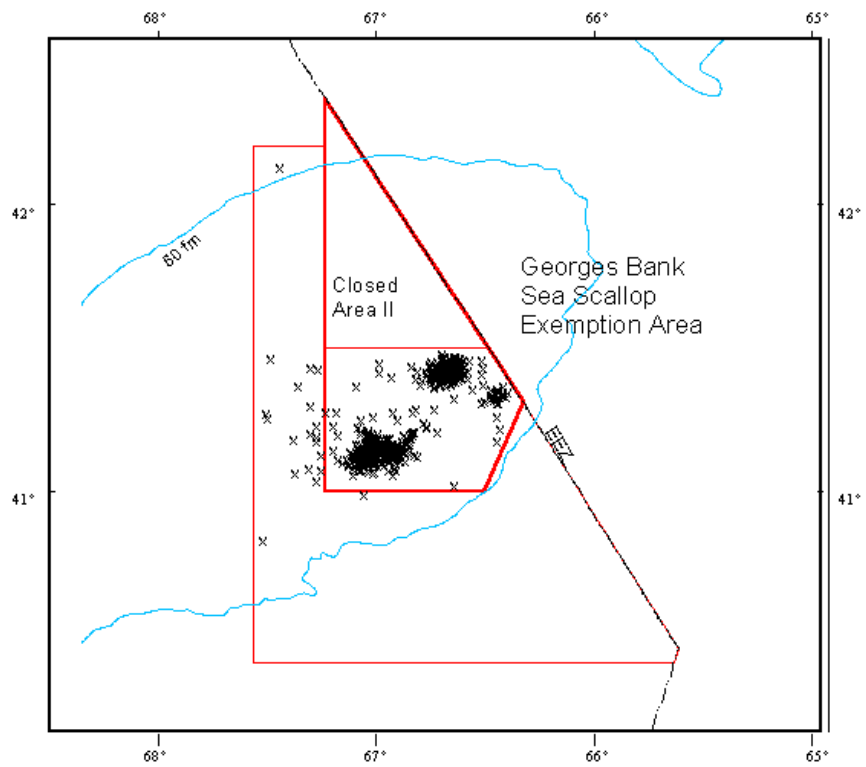 68° 67° 66° 65°
42° 42°
60 fm
Georges Bank
Sea Scallop
Exemption Area
Closed
Area II
EEZ
41° 41°
68° 67° 66° 65°